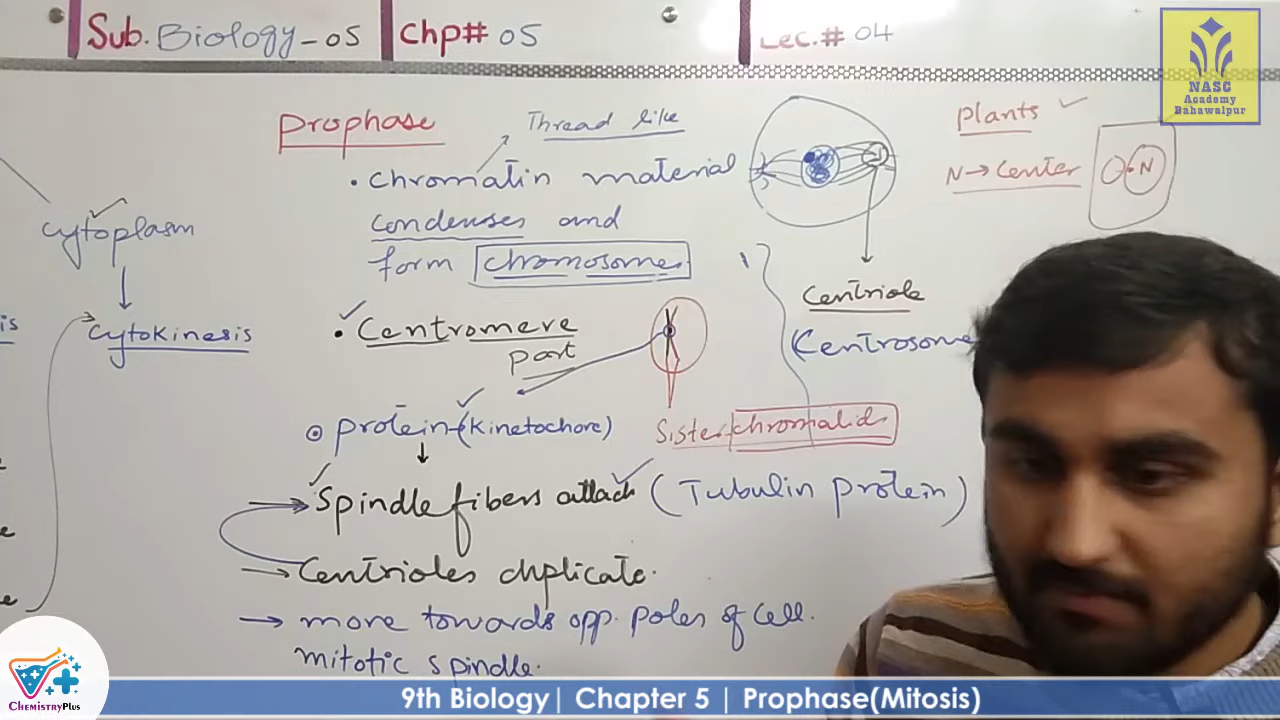 Sub. Biology-05 Chp# 05 Lec.# 04
NASC
Academy
Bahawalpur
Prophase
Thread like
• Chromatin material
condenses and
form chromosomes
• Centromere
part
protein (Kinetochore)
Sister chromatids
Spindle fibers attach (Tubulin protein)
→ Centrioles duplicate.
→ move towards opp. poles of cell.
mitotic spindle.
Cytoplasm
Cytokinesis
is
e
e
Centriole
(Centrosome
Plants
N → Center
N
ChemistryPlus
9th Biology| Chapter 5 | Prophase(Mitosis)